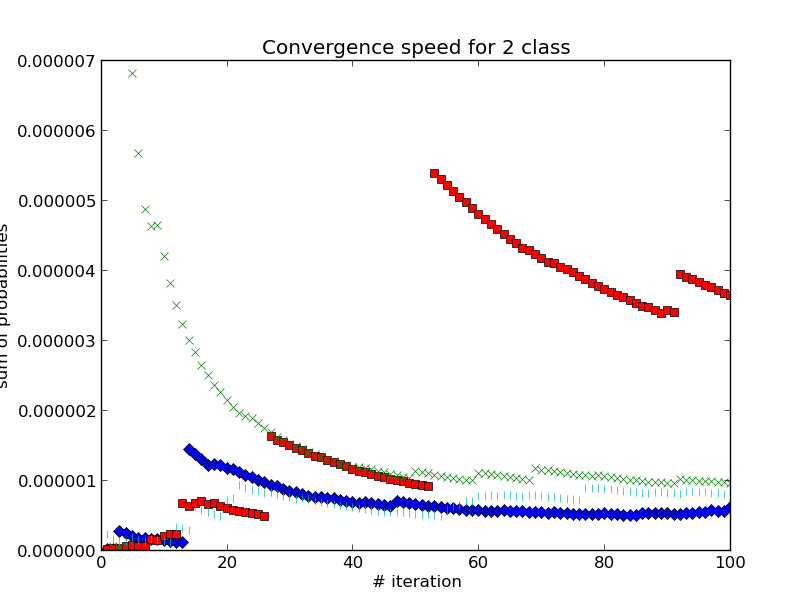 Convergence speed for 2 class
0.000007
0.000006
0.000005
0.000004
0.000003
0.000002
0.000001
0.000000
sum of probabilities
0 20 40 60 80 100
# iteration